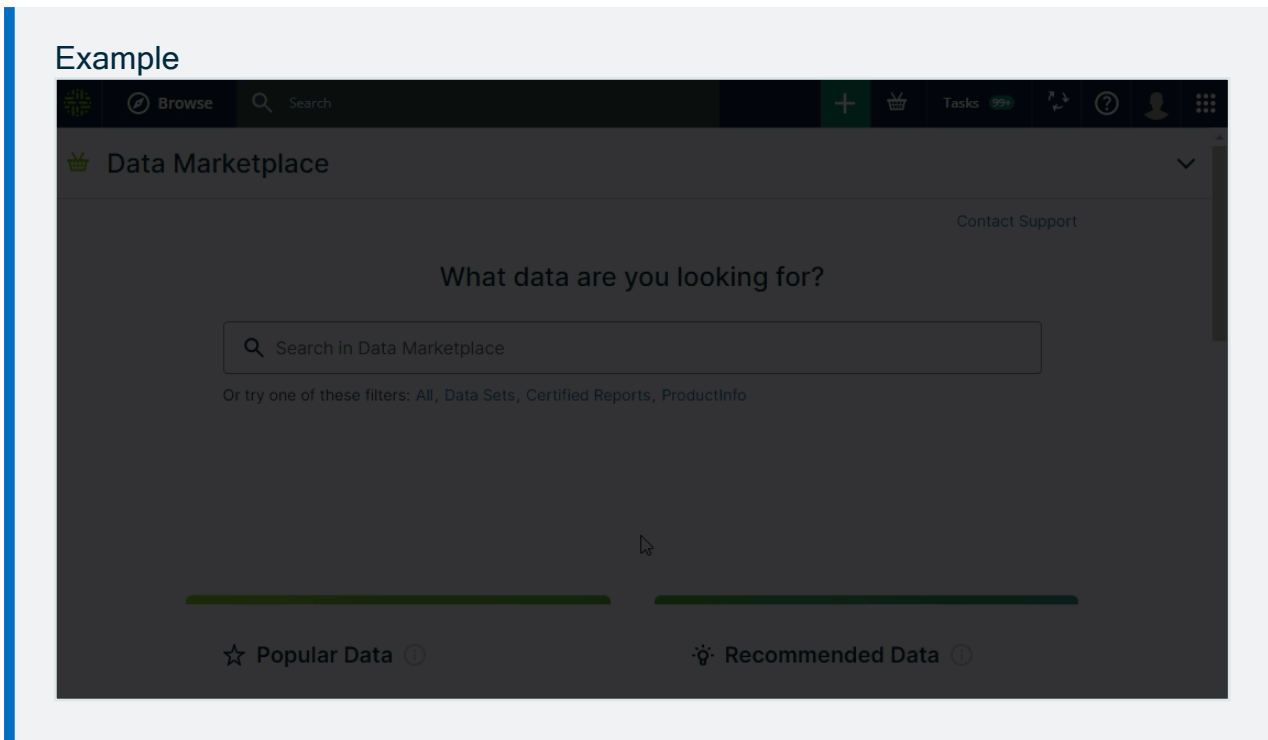 Example
Browse Search Tasks 99+
Data Marketplace
Contact Support
What data are you looking for?
Search in Data Marketplace
Or try one of these filters: All, Data Sets, Certified Reports, ProductInfo
Popular Data Recommended Data